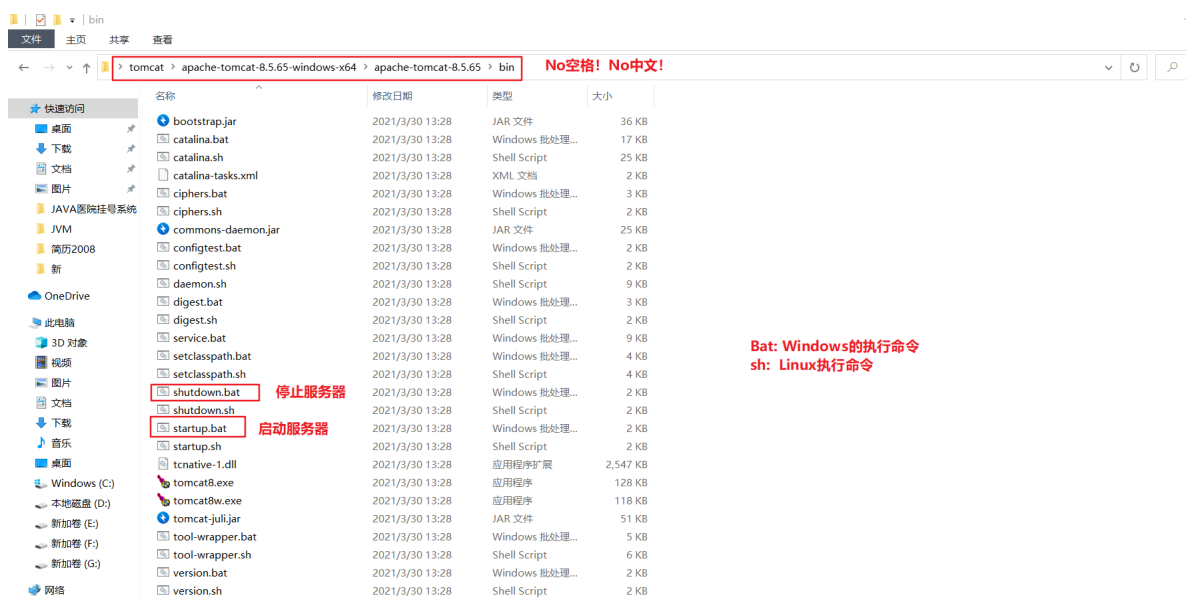 bin
文件 主页 共享 查看
tomcat > apache-tomcat-8.5.65-windows-x64 > apache-tomcat-8.5.65 > bin
No空格！No中文！
名称 修改日期 类型 大小
快速访问
桌面
下载
文档
图片
JAVA医院挂号系统
JVM
简历2008
新
OneDrive
此电脑
3D 对象
视频
图片
文档
下载
音乐
桌面
Windows (C:)
本地磁盘 (D:)
新加卷 (E:)
新加卷 (F:)
新加卷 (G:)
网络
bootstrap.jar 2021/3/30 13:28 JAR 文件 36 KB
catalina.bat 2021/3/30 13:28 Windows 批处理... 17 KB
catalina.sh 2021/3/30 13:28 Shell Script 25 KB
catalina-tasks.xml 2021/3/30 13:28 XML 文档 2 KB
ciphers.bat 2021/3/30 13:28 Windows 批处理... 3 KB
ciphers.sh 2021/3/30 13:28 Shell Script 2 KB
commons-daemon.jar 2021/3/30 13:28 JAR 文件 25 KB
configtest.bat 2021/3/30 13:28 Windows 批处理... 2 KB
configtest.sh 2021/3/30 13:28 Shell Script 2 KB
daemon.sh 2021/3/30 13:28 Shell Script 9 KB
digest.bat 2021/3/30 13:28 Windows 批处理... 3 KB
digest.sh 2021/3/30 13:28 Shell Script 2 KB
service.bat 2021/3/30 13:28 Windows 批处理... 9 KB
setclasspath.bat 2021/3/30 13:28 Windows 批处理... 4 KB
setclasspath.sh 2021/3/30 13:28 Shell Script 4 KB
shutdown.bat 停止服务器 2021/3/30 13:28 Windows 批处理... 2 KB
shutdown.sh 2021/3/30 13:28 Shell Script 2 KB
startup.bat 启动服务器 2021/3/30 13:28 Windows 批处理... 2 KB
startup.sh 2021/3/30 13:28 Shell Script 2 KB
tcnative-1.dll 2021/3/30 13:28 应用程序扩展 2,547 KB
tomcat8.exe 2021/3/30 13:28 应用程序 128 KB
tomcat8w.exe 2021/3/30 13:28 应用程序 118 KB
tomcat-juli.jar 2021/3/30 13:28 JAR 文件 51 KB
tool-wrapper.bat 2021/3/30 13:28 Windows 批处理... 5 KB
tool-wrapper.sh 2021/3/30 13:28 Shell Script 6 KB
version.bat 2021/3/30 13:28 Windows 批处理... 2 KB
version.sh 2021/3/30 13:28 Shell Script 2 KB
Bat: Windows的执行命令
sh: Linux执行命令